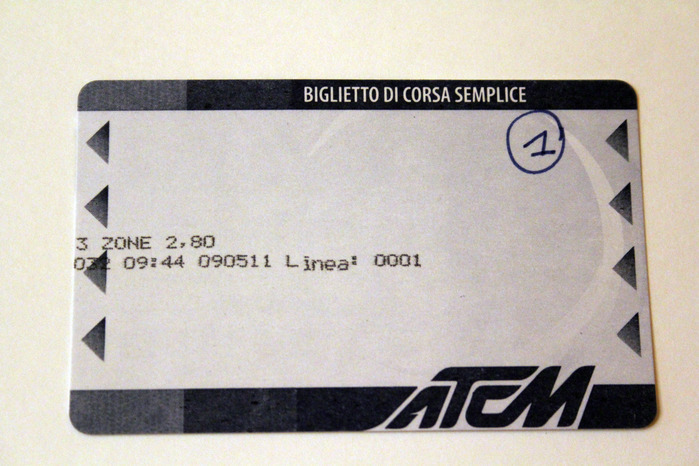 BIGLIETTO DI CORSA SEMPLICE
1
3 ZONE 2,80
032 09:44 090511 Linea: 0001
ATCM